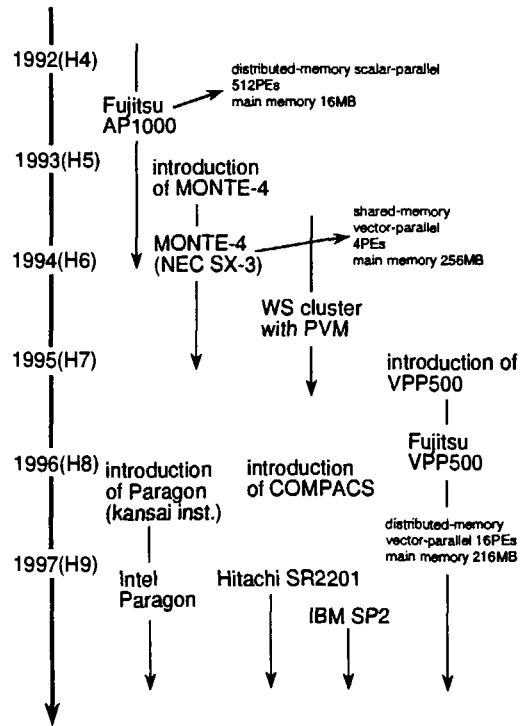 1992(H4)
distributed-memory scalar-parallel
512PEs
main memory 16MB
Fujitsu
AP1000
1993(H5)
introduction
of MONTE-4
shared-memory
vector-parallel
4PEs
main memory 256MB
MONTE-4
(NEC SX-3)
1994(H6)
WS cluster
with PVM
1995(H7)
introduction of
VPP500
Fujitsu
VPP500
1996(H8)
introduction
of Paragon
(kansai inst.)
introduction
of COMPACS
distributed-memory
vector-parallel 16PEs
main memory 216MB
1997(H9)
Intel
Paragon
Hitachi SR2201
IBM SP2